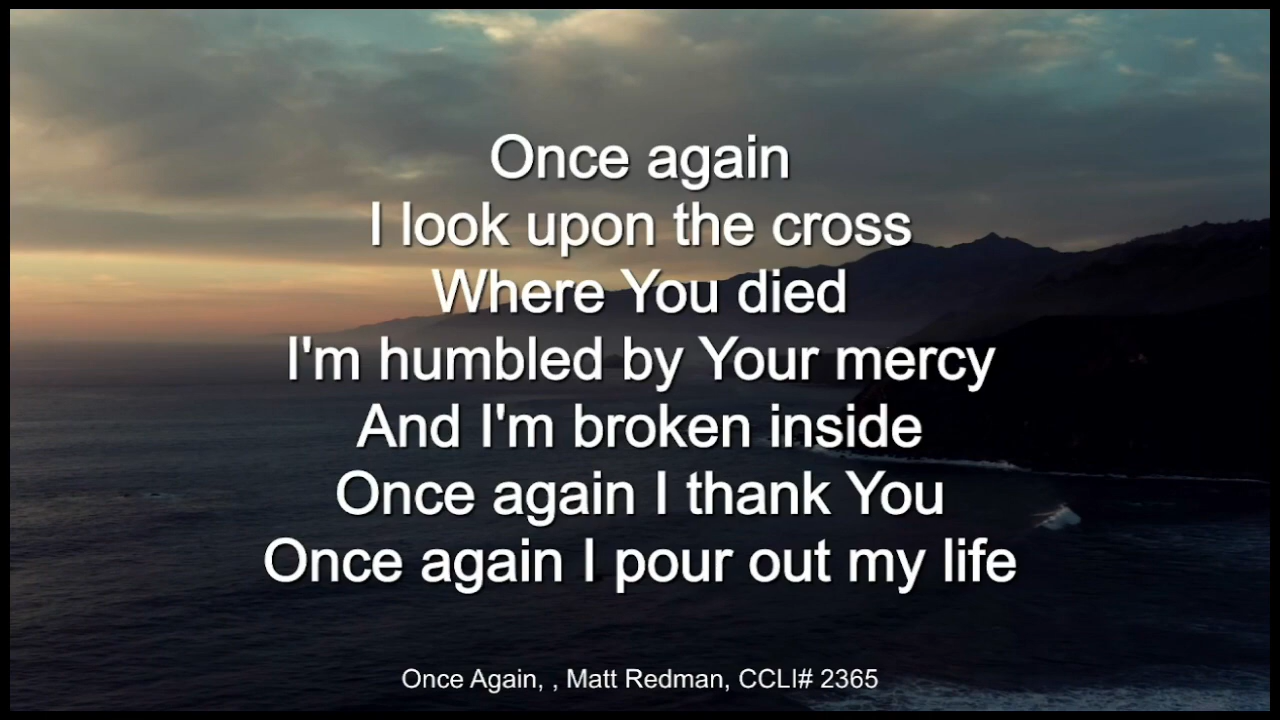 Once again
I look upon the cross
Where You died
I'm humbled by Your mercy
And I'm broken inside
Once again I thank You
Once again I pour out my life
Once Again, , Matt Redman, CCLI# 2365